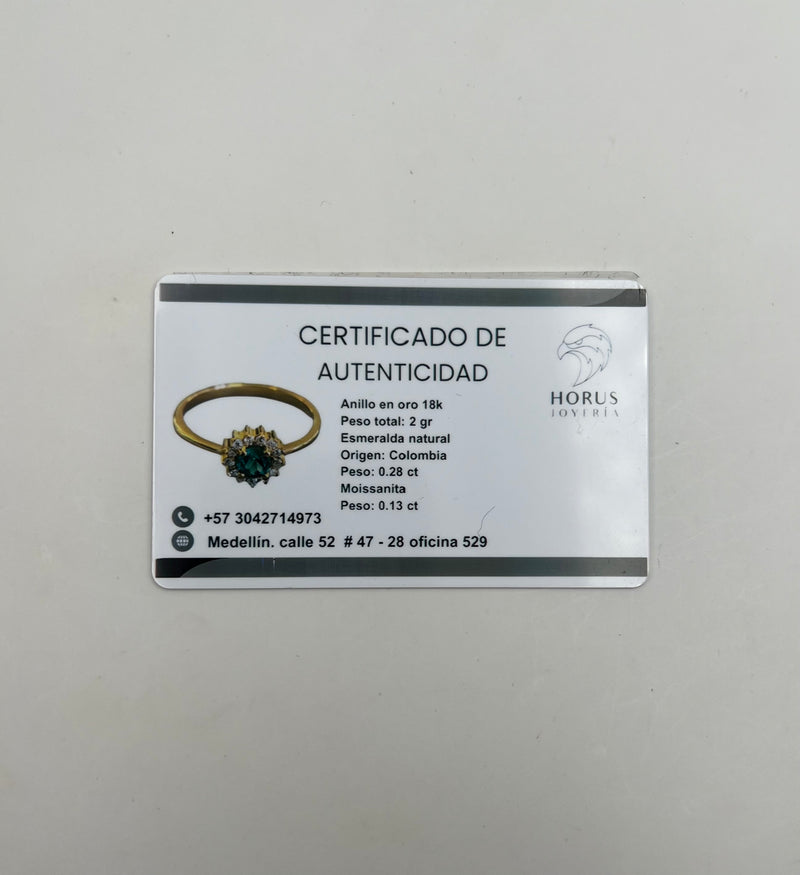 CERTIFICADO DE
AUTENTICIDAD
HORUS
JOYERÍA
Anillo en oro 18k
Peso total: 2 gr
Esmeralda natural
Origen: Colombia
Peso: 0.28 ct
Moissanita
Peso: 0.13 ct
+57 3042714973
Medellín. calle 52 # 47 - 28 oficina 529